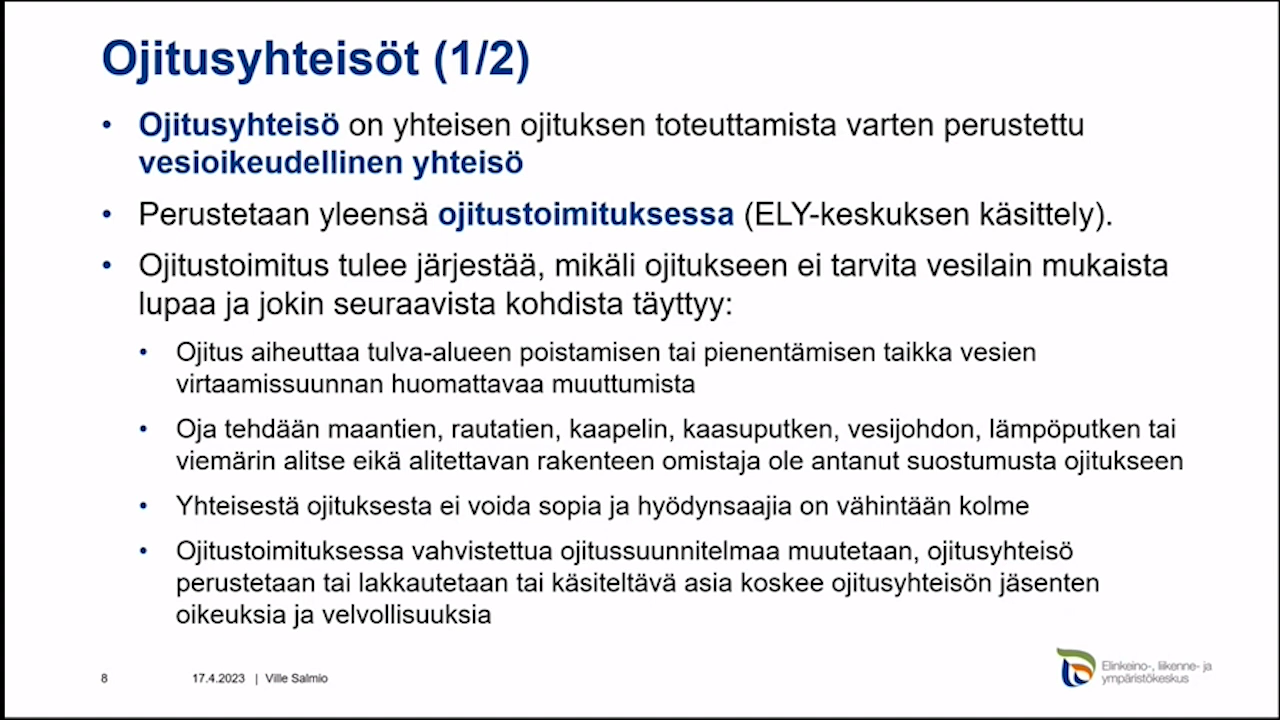 Ojitusyhteisöt (1/2)
• Ojitusyhteisö on yhteisen ojituksen toteuttamista varten perustettu
vesioikeudellinen yhteisö
• Perustetaan yleensä ojitustoimituksessa (ELY-keskuksen käsittely).
• Ojitustoimitus tulee järjestää, mikäli ojitukseen ei tarvita vesilain mukaista
lupaa ja jokin seuraavista kohdista täyttyy:
• Ojitus aiheuttaa tulva-alueen poistamisen tai pienentämisen taikka vesien
virtaamissuunnan huomattavaa muuttumista
• Oja tehdään maantien, rautatien, kaapelin, kaasuputken, vesijohdon, lämpöputken tai
viemärin alitse eikä alitettavan rakenteen omistaja ole antanut suostumusta ojitukseen
• Yhteisestä ojituksesta ei voida sopia ja hyödynsaajia on vähintään kolme
• Ojitustoimituksessa vahvistettua ojitussuunnitelmaa muutetaan, ojitusyhteisö
perustetaan tai lakkautetaan tai käsiteltävä asia koskee ojitusyhteisön jäsenten
oikeuksia ja velvollisuuksia
8 17.4.2023 | Ville Salmio
Elinkeino-, liikenne- ja
ympäristökeskus